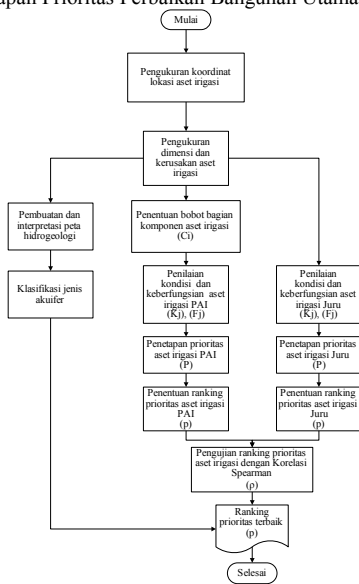 apan Prioritas Perbaikan Bangunan Utama
Mulai
Pengukuran koordinat
lokasi aset irigasi
Pengukuran
dimensi dan
kerusakan aset
irigasi
Pembuatan dan
interpretasi peta
hidrogeologi
Penentuan bobot bagian
komponen aset irigasi
(Ci)
Klasifikasi jenis
akuifer
Penilaian
kondisi dan
keberfungsian aset
irigasi PAI
(Kj), (Fj)
Penilaian
kondisi dan
keberfungsian aset
irigasi Juru
(Kj), (Fj)
Penetapan prioritas
aset irigasi PAI
(P)
Penetapan prioritas
aset irigasi Juru
(P)
Penentuan ranking
prioritas aset irigasi
PAI
(p)
Penentuan ranking
prioritas aset irigasi
Juru
(p)
Pengujian ranking prioritas
aset irigasi dengan Korelasi
Spearman
(ρ)
Ranking
prioritas terbaik
(p)
Selesai